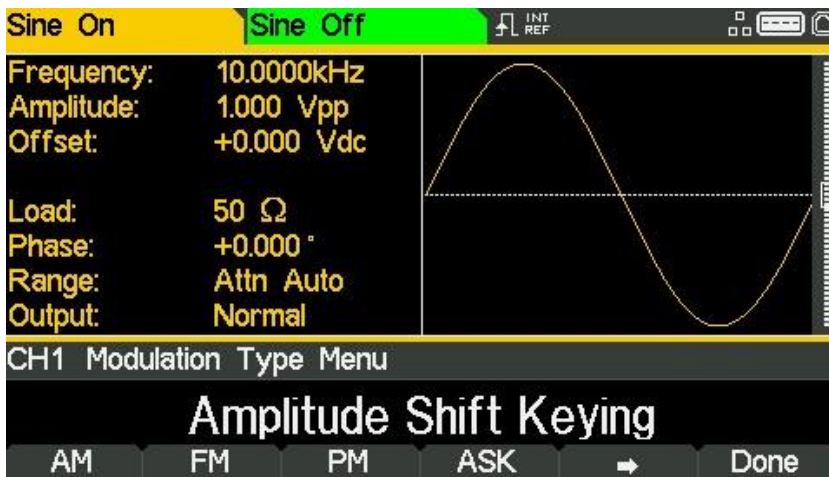 Sine On Sine Off INT REF
Frequency: 10.0000kHz
Amplitude: 1.000 Vpp
Offset: +0.000 Vdc
Load: 50 Ω
Phase: +0.000°
Range: Attn Auto
Output: Normal
CH1 Modulation Type Menu
Amplitude Shift Keying
AM FM PM ASK ➡ Done